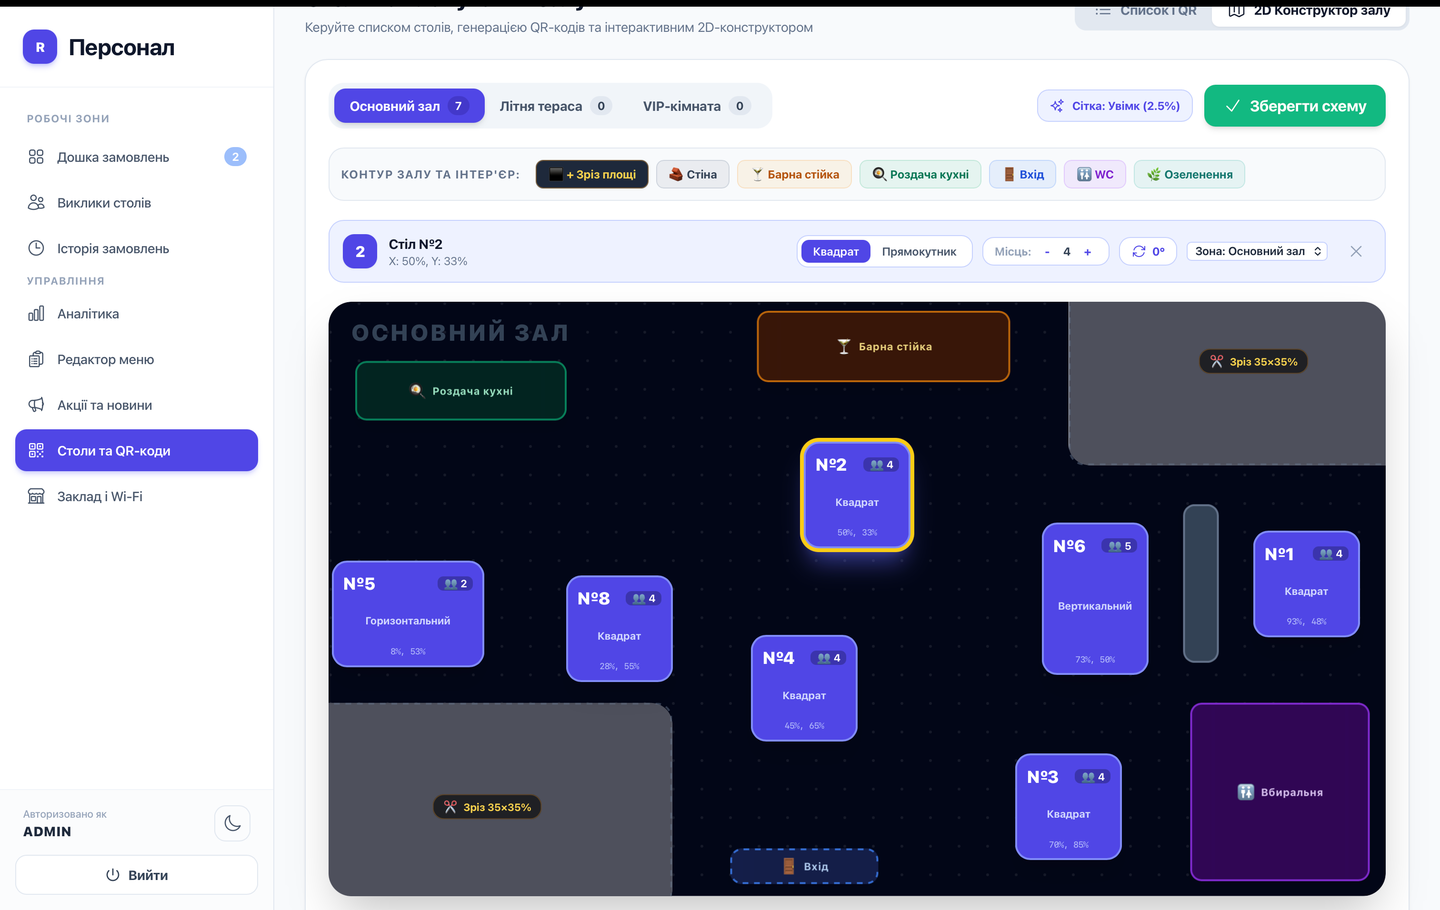 R Персонал
РОБОЧІ ЗОНИ
Дошка замовлень 2
Виклики столів
Історія замовлень
УПРАВЛІННЯ
Аналітика
Редактор меню
Акції та новини
Столи та QR-коди
Заклад і Wi-Fi
Авторизовано як
ADMIN
Вийти
Керуйте списком столів, генерацією QR-кодів та інтерактивним 2D-конструктором
Список і QR
2D Конструктор залу
Основний зал 7
Літня тераса 0
VIP-кімната 0
Сітка: Увімк (2.5%)
Зберегти схему
КОНТУР ЗАЛУ ТА ІНТЕР'ЄР:
+ Зріз площі
Стіна
Барна стійка
Роздача кухні
Вхід
WC
Озеленення
2
Стіл №2
X: 50%, Y: 33%
Квадрат
Прямокутник
Місць: - 4 +
0°
Зона: Основний зал
ОСНОВНИЙ ЗАЛ
Роздача кухні
Барна стійка
Зріз 35×35%
№2 4
Квадрат
50%, 33%
№6 5
Вертикальний
73%, 50%
№1 4
Квадрат
93%, 48%
№5 2
Горизонтальний
8%, 53%
№8 4
Квадрат
28%, 55%
№4 4
Квадрат
45%, 65%
№3 4
Квадрат
70%, 85%
Зріз 35×35%
Вбиральня
Вхід